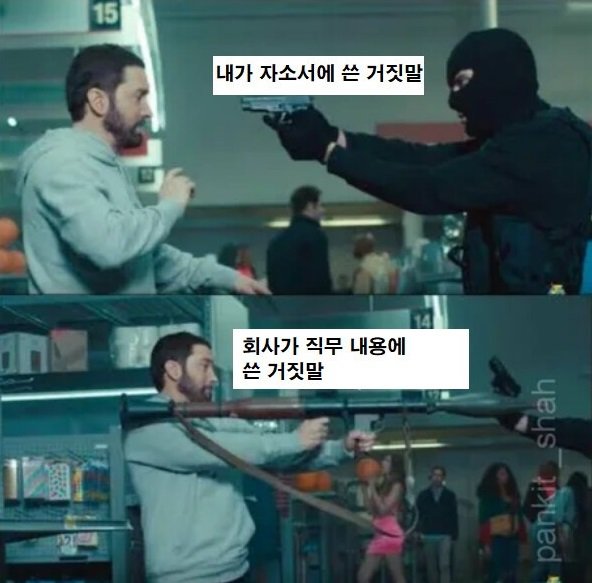 15
내가 자소서에 쓴 거짓말
14
회사가 직무 내용에
쓴 거짓말
pankit_shah